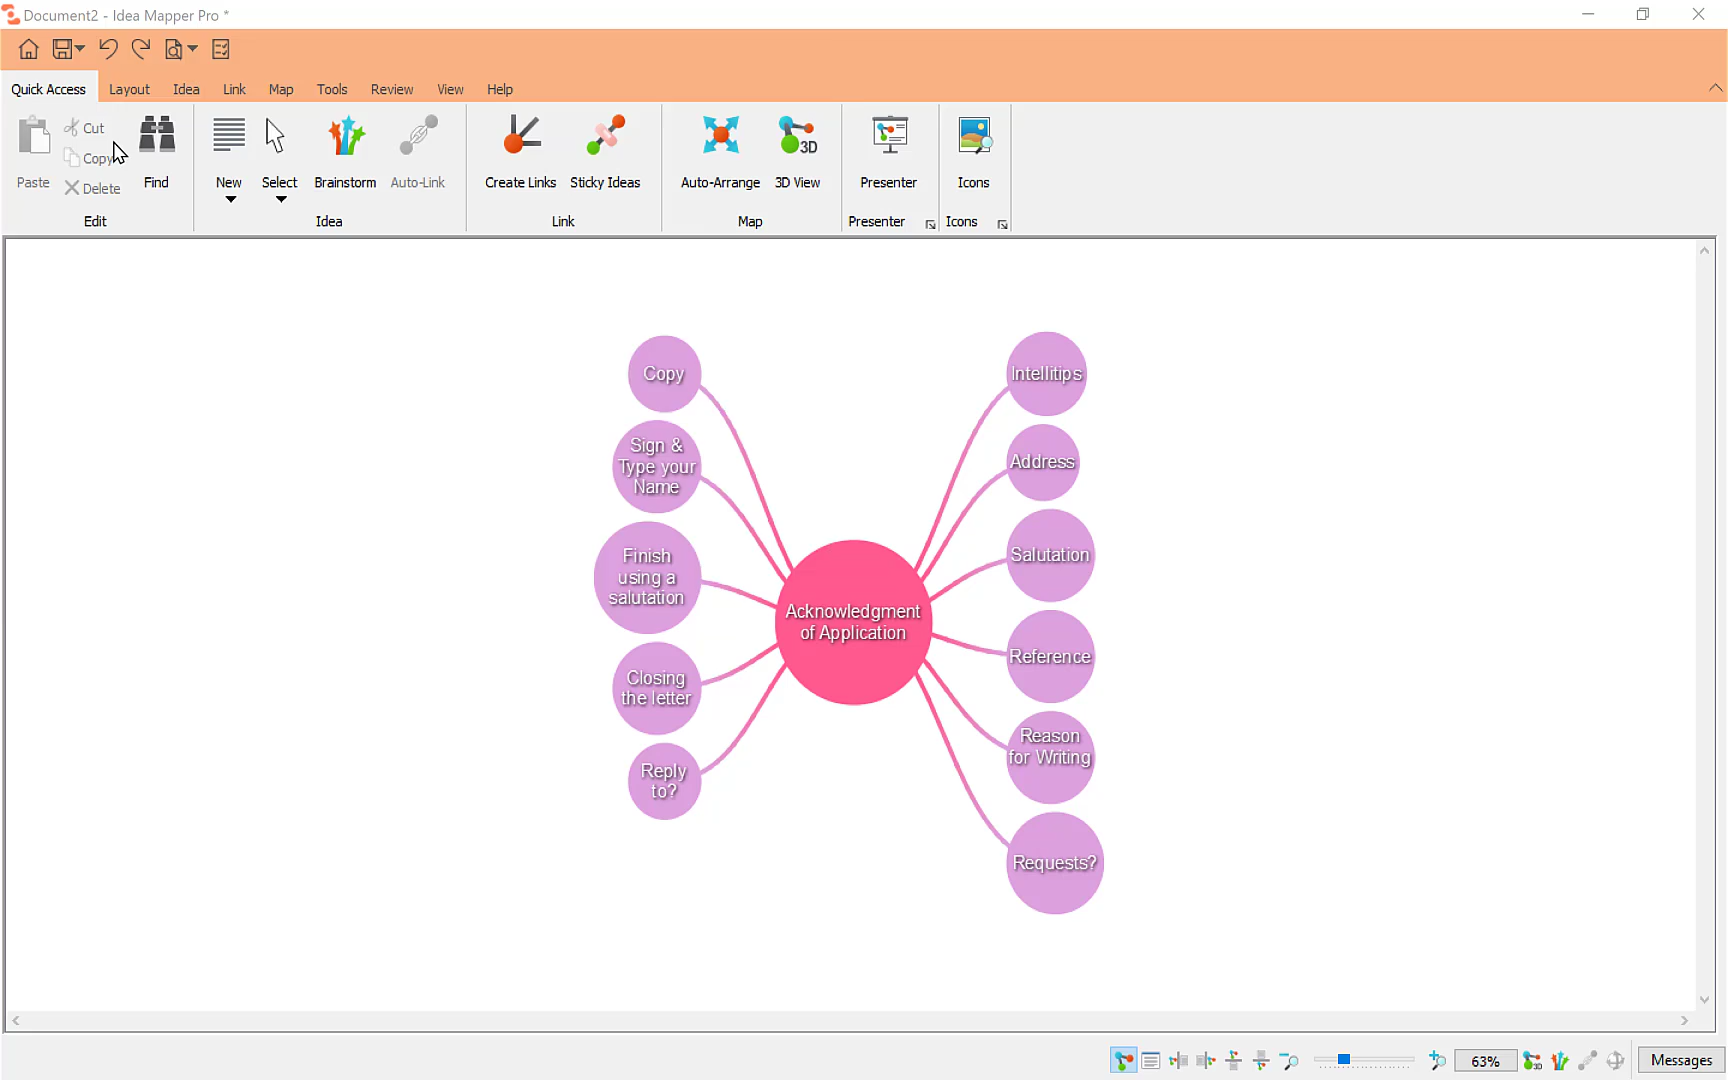 Document2 - Idea Mapper Pro *
Quick Access Layout Idea Link Map Tools Review View Help
Paste
Cut
Copy
Delete
Find
Edit
New
Select
Brainstorm
Auto-Link
Idea
Create Links
Sticky Ideas
Link
Auto-Arrange
3D
3D View
Map
Presenter
Presenter
Icons
Icons
Copy
Sign &
Type your
Name
Finish
using a
salutation
Closing
the letter
Reply
to?
Acknowledgment
of Application
Intellitips
Address
Salutation
Reference
Reason
for Writing
Requests?
63%
3D
Messages